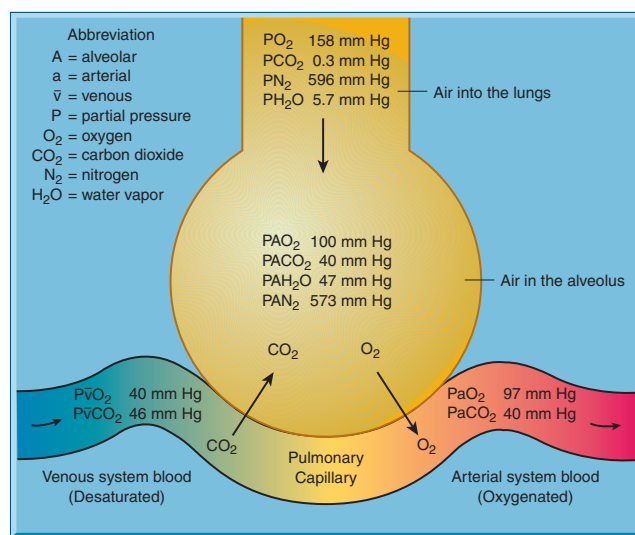 Abbreviation
A = alveolar
a = arterial
v̄ = venous
P = partial pressure
O₂ = oxygen
CO₂ = carbon dioxide
N₂ = nitrogen
H₂O = water vapor
PO₂ 158 mm Hg
PCO₂ 0.3 mm Hg
PN₂ 596 mm Hg
PH₂O 5.7 mm Hg
Air into the lungs
PAO₂ 100 mm Hg
PACO₂ 40 mm Hg
PAH₂O 47 mm Hg
PAN₂ 573 mm Hg
Air in the alveolus
CO₂ O₂
Pv̄O₂ 40 mm Hg
Pv̄CO₂ 46 mm Hg
PaO₂ 97 mm Hg
PaCO₂ 40 mm Hg
CO₂
O₂
Pulmonary
Capillary
Venous system blood
(Desaturated)
Arterial system blood
(Oxygenated)